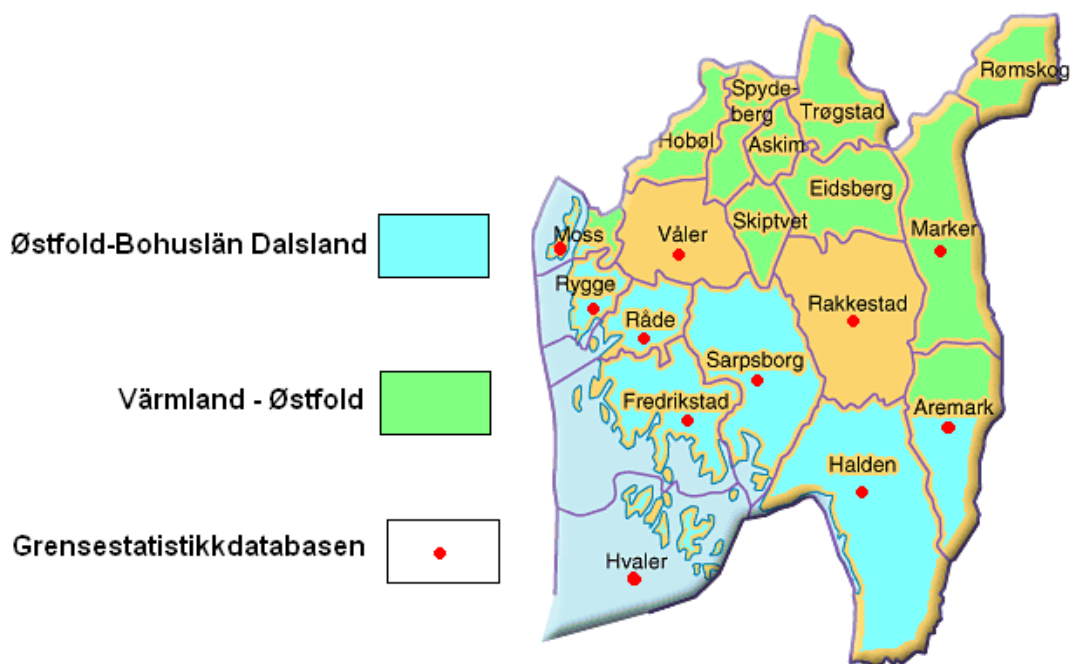 Østfold-Bohuslän Dalsland
Värmland - Østfold
Grensestatistikkdatabasen
Rømskog
Spyde-
berg
Trøgstad
Hobøl
Askim
Eidsberg
Skiptvet
Marker
Moss
Våler
Rygge
Råde
Rakkestad
Sarpsborg
Fredrikstad
Aremark
Halden
Hvaler